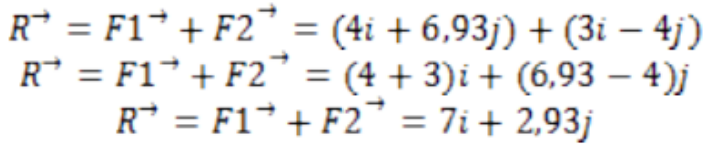 R⃗ = F1⃗ + F2⃗ = (4i + 6,93j) + (3i − 4j)
R⃗ = F1⃗ + F2⃗ = (4 + 3)i + (6,93 − 4)j
R⃗ = F1⃗ + F2⃗ = 7i + 2,93j